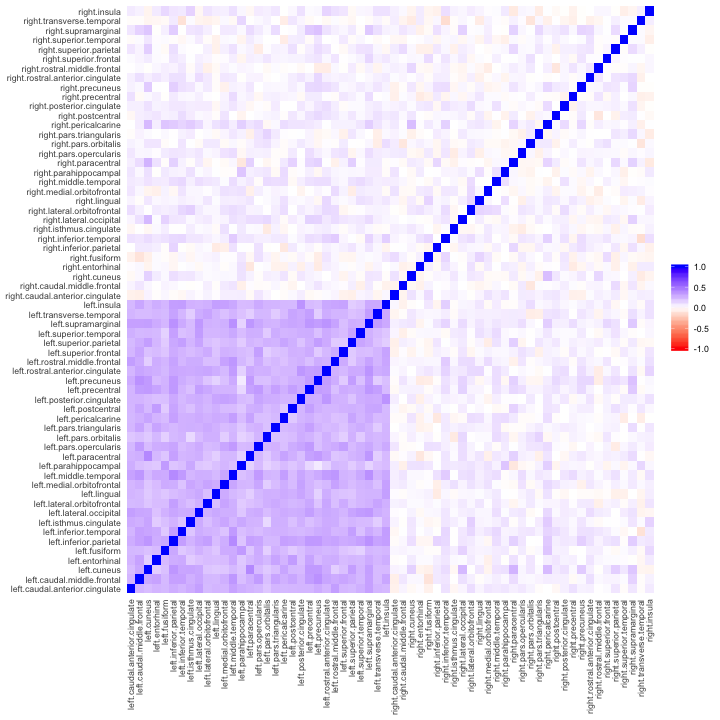 right.insula
right.transverse.temporal
right.supramarginal
right.superior.temporal
right.superior.parietal
right.superior.frontal
right.rostral.middle.frontal
right.rostral.anterior.cingulate
right.precuneus
right.precentral
right.posterior.cingulate
right.postcentral
right.pericalcarine
right.pars.triangularis
right.pars.orbitalis
right.pars.opercularis
right.paracentral
right.parahippocampal
right.middle.temporal
right.medial.orbitofrontal
right.lingual
right.lateral.orbitofrontal
right.lateral.occipital
right.isthmus.cingulate
right.inferior.temporal
right.inferior.parietal
right.fusiform
right.entorhinal
right.cuneus
right.caudal.middle.frontal
right.caudal.anterior.cingulate
left.insula
left.transverse.temporal
left.supramarginal
left.superior.temporal
left.superior.parietal
left.superior.frontal
left.rostral.middle.frontal
left.rostral.anterior.cingulate
left.precuneus
left.precentral
left.posterior.cingulate
left.postcentral
left.pericalcarine
left.pars.triangularis
left.pars.orbitalis
left.pars.opercularis
left.paracentral
left.parahippocampal
left.middle.temporal
left.medial.orbitofrontal
left.lingual
left.lateral.orbitofrontal
left.lateral.occipital
left.isthmus.cingulate
left.inferior.temporal
left.inferior.parietal
left.fusiform
left.entorhinal
left.cuneus
left.caudal.middle.frontal
left.caudal.anterior.cingulate
left.caudal.anterior.cingulate
left.caudal.middle.frontal
left.cuneus
left.entorhinal
left.fusiform
left.inferior.parietal
left.inferior.temporal
left.isthmus.cingulate
left.lateral.occipital
left.lateral.orbitofrontal
left.lingual
left.medial.orbitofrontal
left.middle.temporal
left.parahippocampal
left.paracentral
left.pars.opercularis
left.pars.orbitalis
left.pars.triangularis
left.pericalcarine
left.postcentral
left.posterior.cingulate
left.precentral
left.precuneus
left.rostral.anterior.cingulate
left.rostral.middle.frontal
left.superior.frontal
left.superior.parietal
left.superior.temporal
left.supramarginal
left.transverse.temporal
left.insula
right.caudal.anterior.cingulate
right.caudal.middle.frontal
right.cuneus
right.entorhinal
right.fusiform
right.inferior.parietal
right.inferior.temporal
right.isthmus.cingulate
right.lateral.occipital
right.lateral.orbitofrontal
right.lingual
right.medial.orbitofrontal
right.middle.temporal
right.parahippocampal
right.paracentral
right.pars.opercularis
right.pars.orbitalis
right.pars.triangularis
right.pericalcarine
right.postcentral
right.posterior.cingulate
right.precentral
right.precuneus
right.rostral.anterior.cingulate
right.rostral.middle.frontal
right.superior.frontal
right.superior.parietal
right.superior.temporal
right.supramarginal
right.transverse.temporal
right.insula
1.0
0.5
0.0
-0.5
-1.0